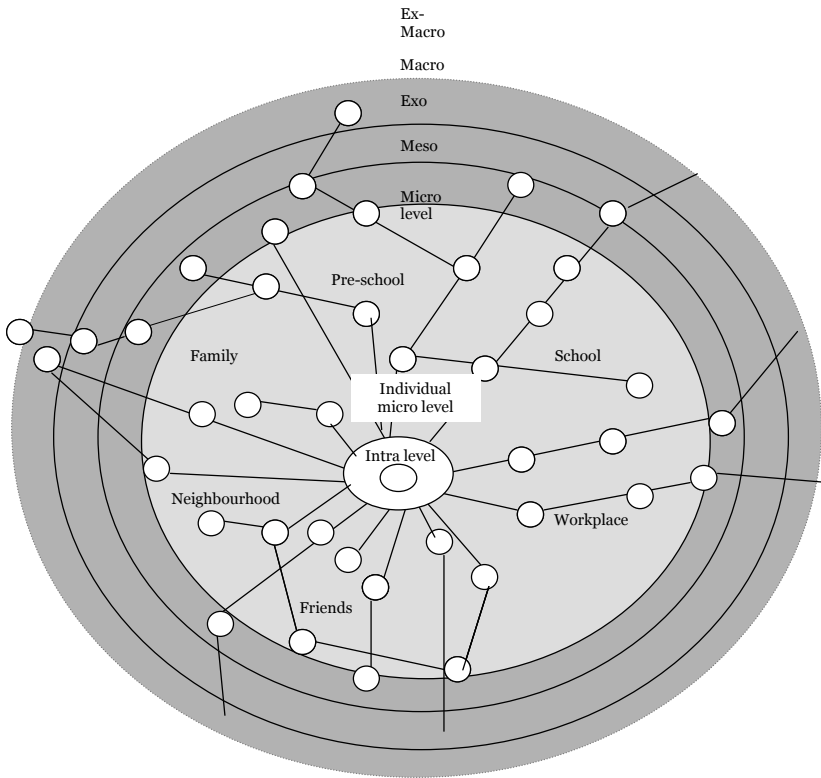 Ex-
Macro
Macro
Exo
Meso
Micro
level
Pre-school
Family
School
Individual
micro level
Intra level
Neighbourhood
Workplace
Friends